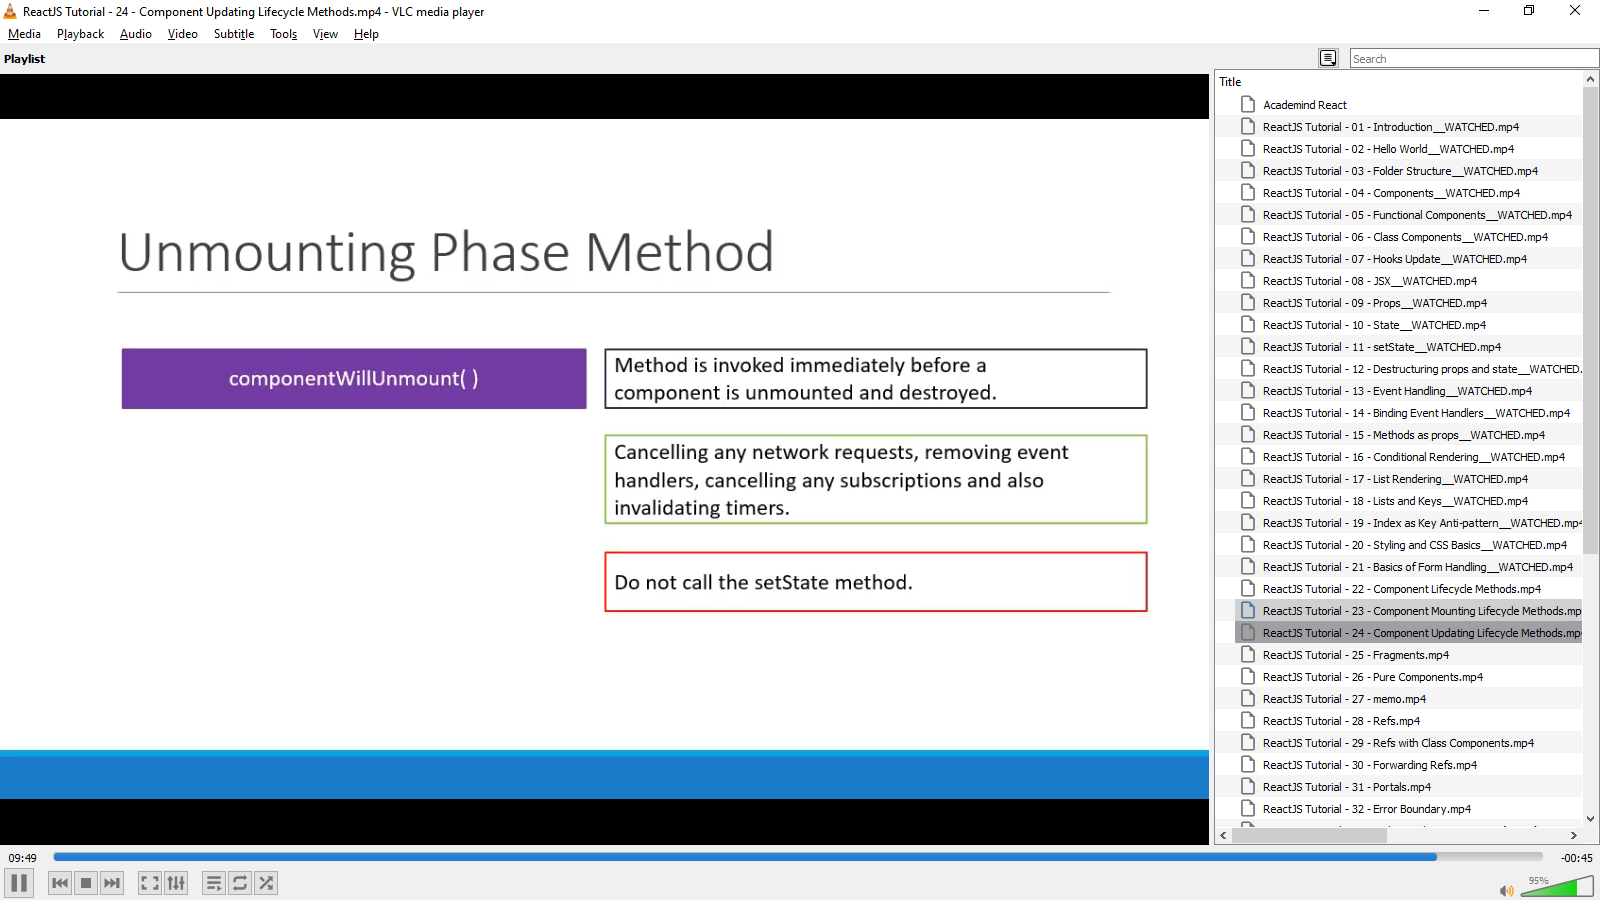 ReactJS Tutorial - 24 - Component Updating Lifecycle Methods.mp4 - VLC media player
Media Playback Audio Video Subtitle Tools View Help
Playlist
Search
Unmounting Phase Method
componentWillUnmount( )
Method is invoked immediately before a
component is unmounted and destroyed.
Cancelling any network requests, removing event
handlers, cancelling any subscriptions and also
invalidating timers.
Do not call the setState method.
Title
Academind React
ReactJS Tutorial - 01 - Introduction__WATCHED.mp4
ReactJS Tutorial - 02 - Hello World__WATCHED.mp4
ReactJS Tutorial - 03 - Folder Structure__WATCHED.mp4
ReactJS Tutorial - 04 - Components__WATCHED.mp4
ReactJS Tutorial - 05 - Functional Components__WATCHED.mp4
ReactJS Tutorial - 06 - Class Components__WATCHED.mp4
ReactJS Tutorial - 07 - Hooks Update__WATCHED.mp4
ReactJS Tutorial - 08 - JSX__WATCHED.mp4
ReactJS Tutorial - 09 - Props__WATCHED.mp4
ReactJS Tutorial - 10 - State__WATCHED.mp4
ReactJS Tutorial - 11 - setState__WATCHED.mp4
ReactJS Tutorial - 12 - Destructuring props and state__WATCHED.
ReactJS Tutorial - 13 - Event Handling__WATCHED.mp4
ReactJS Tutorial - 14 - Binding Event Handlers__WATCHED.mp4
ReactJS Tutorial - 15 - Methods as props__WATCHED.mp4
ReactJS Tutorial - 16 - Conditional Rendering__WATCHED.mp4
ReactJS Tutorial - 17 - List Rendering__WATCHED.mp4
ReactJS Tutorial - 18 - Lists and Keys__WATCHED.mp4
ReactJS Tutorial - 19 - Index as Key Anti-pattern__WATCHED.mp4
ReactJS Tutorial - 20 - Styling and CSS Basics__WATCHED.mp4
ReactJS Tutorial - 21 - Basics of Form Handling__WATCHED.mp4
ReactJS Tutorial - 22 - Component Lifecycle Methods.mp4
ReactJS Tutorial - 23 - Component Mounting Lifecycle Methods.mp
ReactJS Tutorial - 24 - Component Updating Lifecycle Methods.mp
ReactJS Tutorial - 25 - Fragments.mp4
ReactJS Tutorial - 26 - Pure Components.mp4
ReactJS Tutorial - 27 - memo.mp4
ReactJS Tutorial - 28 - Refs.mp4
ReactJS Tutorial - 29 - Refs with Class Components.mp4
ReactJS Tutorial - 30 - Forwarding Refs.mp4
ReactJS Tutorial - 31 - Portals.mp4
ReactJS Tutorial - 32 - Error Boundary.mp4
09:49
-00:45
95%